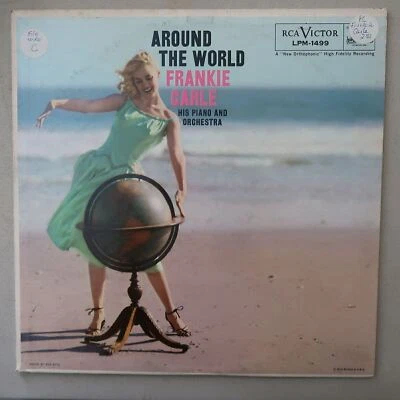 AROUND
THE WORLD
FRANKIE
CARLE
HIS PIANO AND
ORCHESTRA
RCA VICTOR
LPM-1499
A "New Orthophonic" High Fidelity Recording